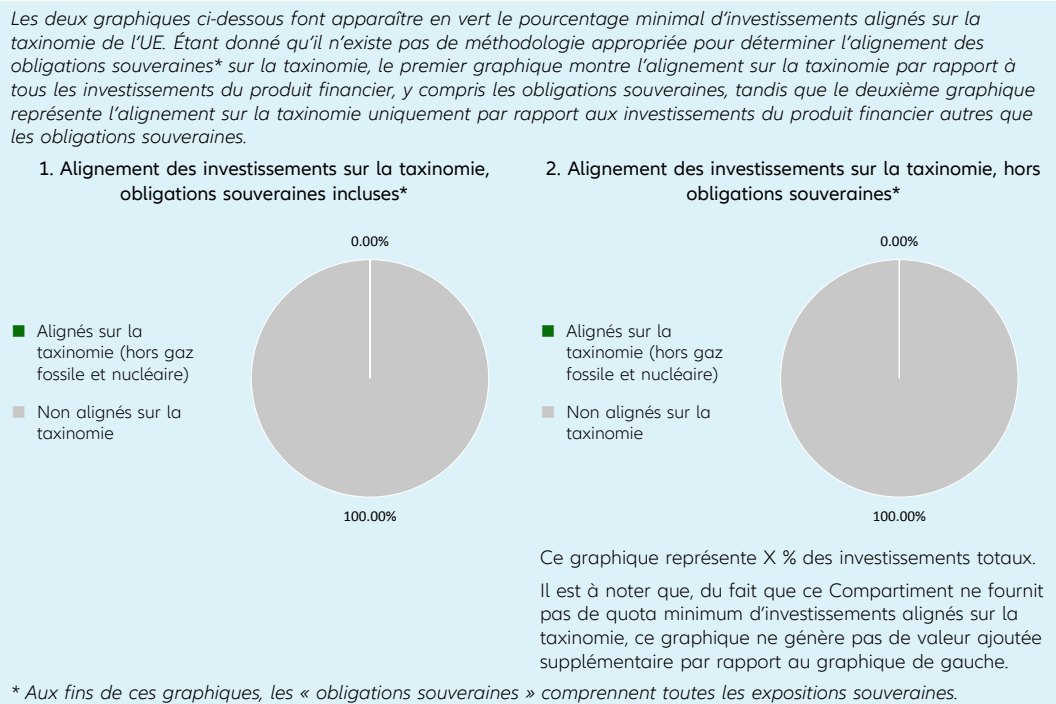 Les deux graphiques ci-dessous font apparaître en vert le pourcentage minimal d’investissements alignés sur la
taxinomie de l’UE. Étant donné qu’il n’existe pas de méthodologie appropriée pour déterminer l’alignement des
obligations souveraines* sur la taxinomie, le premier graphique montre l’alignement sur la taxinomie par rapport à
tous les investissements du produit financier, y compris les obligations souveraines, tandis que le deuxième graphique
représente l’alignement sur la taxinomie uniquement par rapport aux investissements du produit financier autres que
les obligations souveraines.
1. Alignement des investissements sur la taxinomie,
obligations souveraines incluses*
0.00%
Alignés sur la
taxinomie (hors gaz
fossile et nucléaire)
Non alignés sur la
taxinomie
100.00%
2. Alignement des investissements sur la taxinomie, hors
obligations souveraines*
0.00%
Alignés sur la
taxinomie (hors gaz
fossile et nucléaire)
Non alignés sur la
taxinomie
100.00%
Ce graphique représente X % des investissements totaux.
Il est à noter que, du fait que ce Compartiment ne fournit
pas de quota minimum d’investissements alignés sur la
taxinomie, ce graphique ne génère pas de valeur ajoutée
supplémentaire par rapport au graphique de gauche.
* Aux fins de ces graphiques, les « obligations souveraines » comprennent toutes les expositions souveraines.